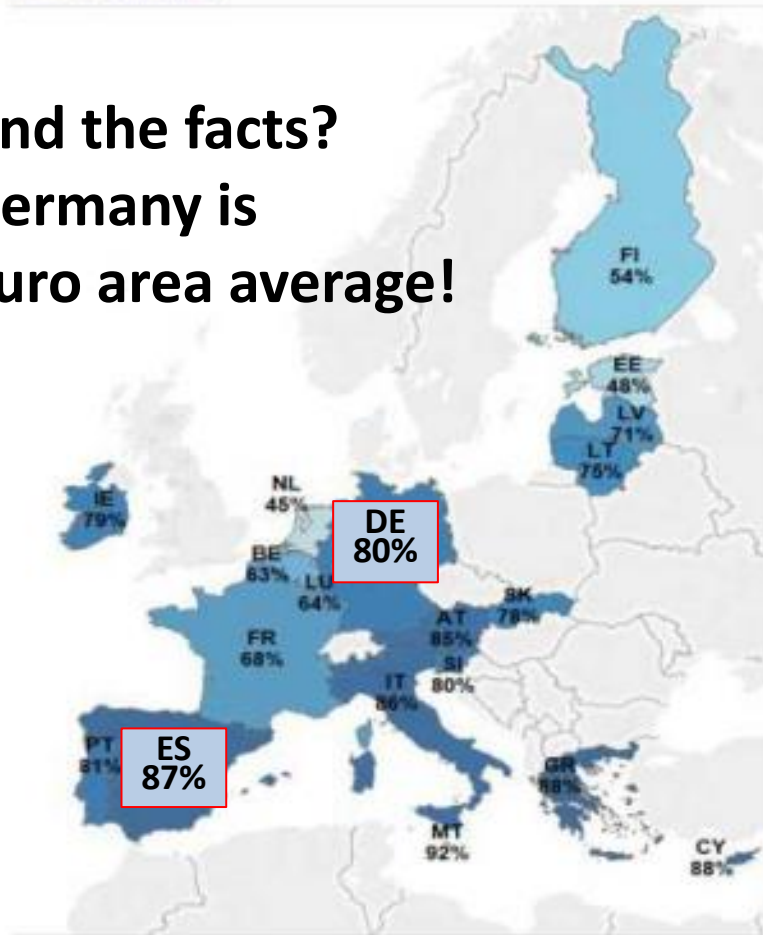 nd the facts?
ermany is
uro area average!
FI
54%
EE
48%
LV
71%
LT
75%
IE
79%
NL
45%
DE
80%
BE
63%
LU
64%
SK
78%
AT
85%
FR
68%
SI
80%
IT
86%
PT
81%
ES
87%
GR
88%
MT
92%
CY
88%